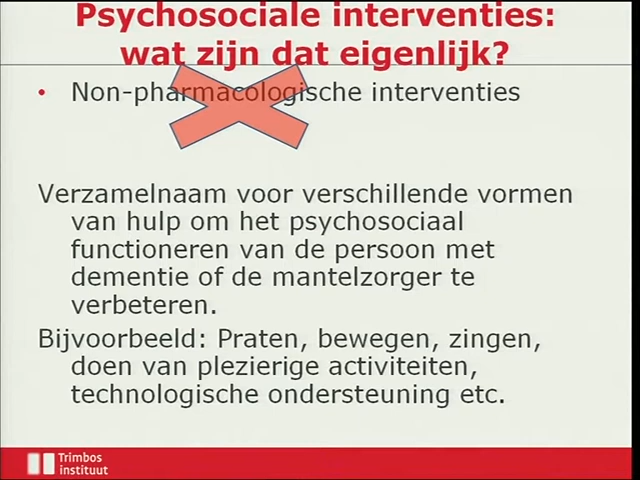 Psychosociale interventies:
wat zijn dat eigenlijk?
• Non-pharmacologische interventies
Verzamelnaam voor verschillende vormen
van hulp om het psychosociaal
functioneren van de persoon met
dementie of de mantelzorger te
verbeteren.
Bijvoorbeeld: Praten, bewegen, zingen,
doen van plezierige activiteiten,
technologische ondersteuning etc.
Trimbos
instituut